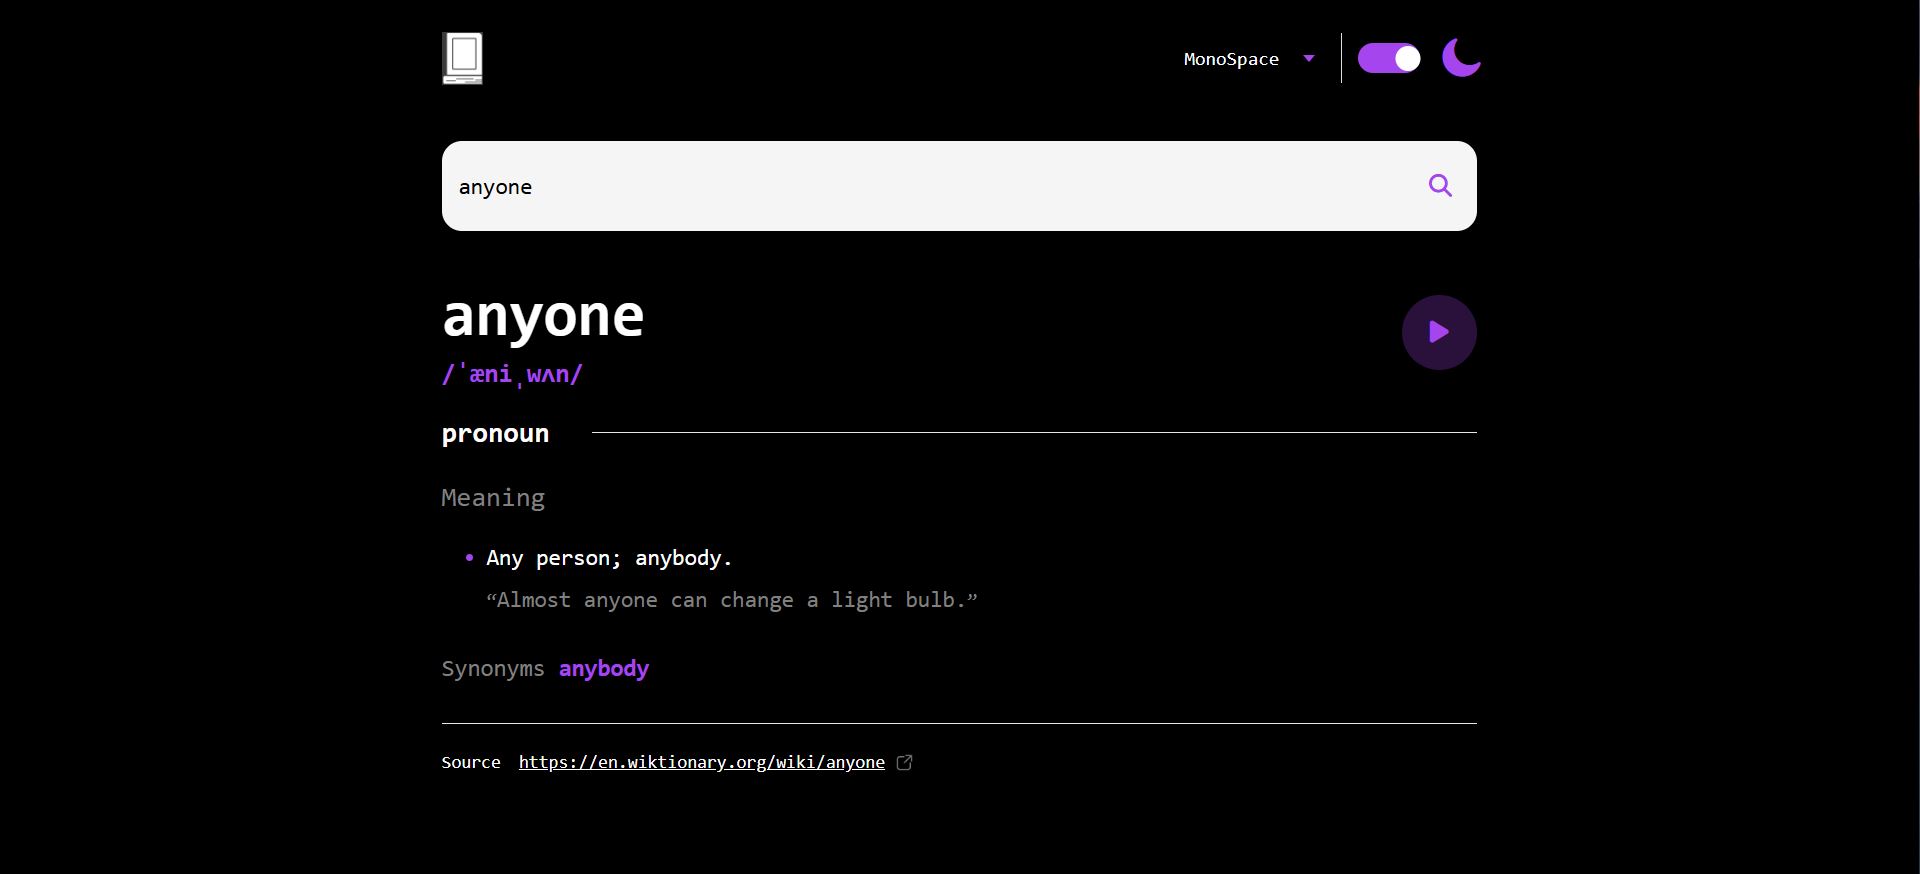 MonoSpace
anyone
anyone
/ˈæniˌwʌn/
pronoun
Meaning
• Any person; anybody.
“Almost anyone can change a light bulb.”
Synonyms anybody
Source https://en.wiktionary.org/wiki/anyone